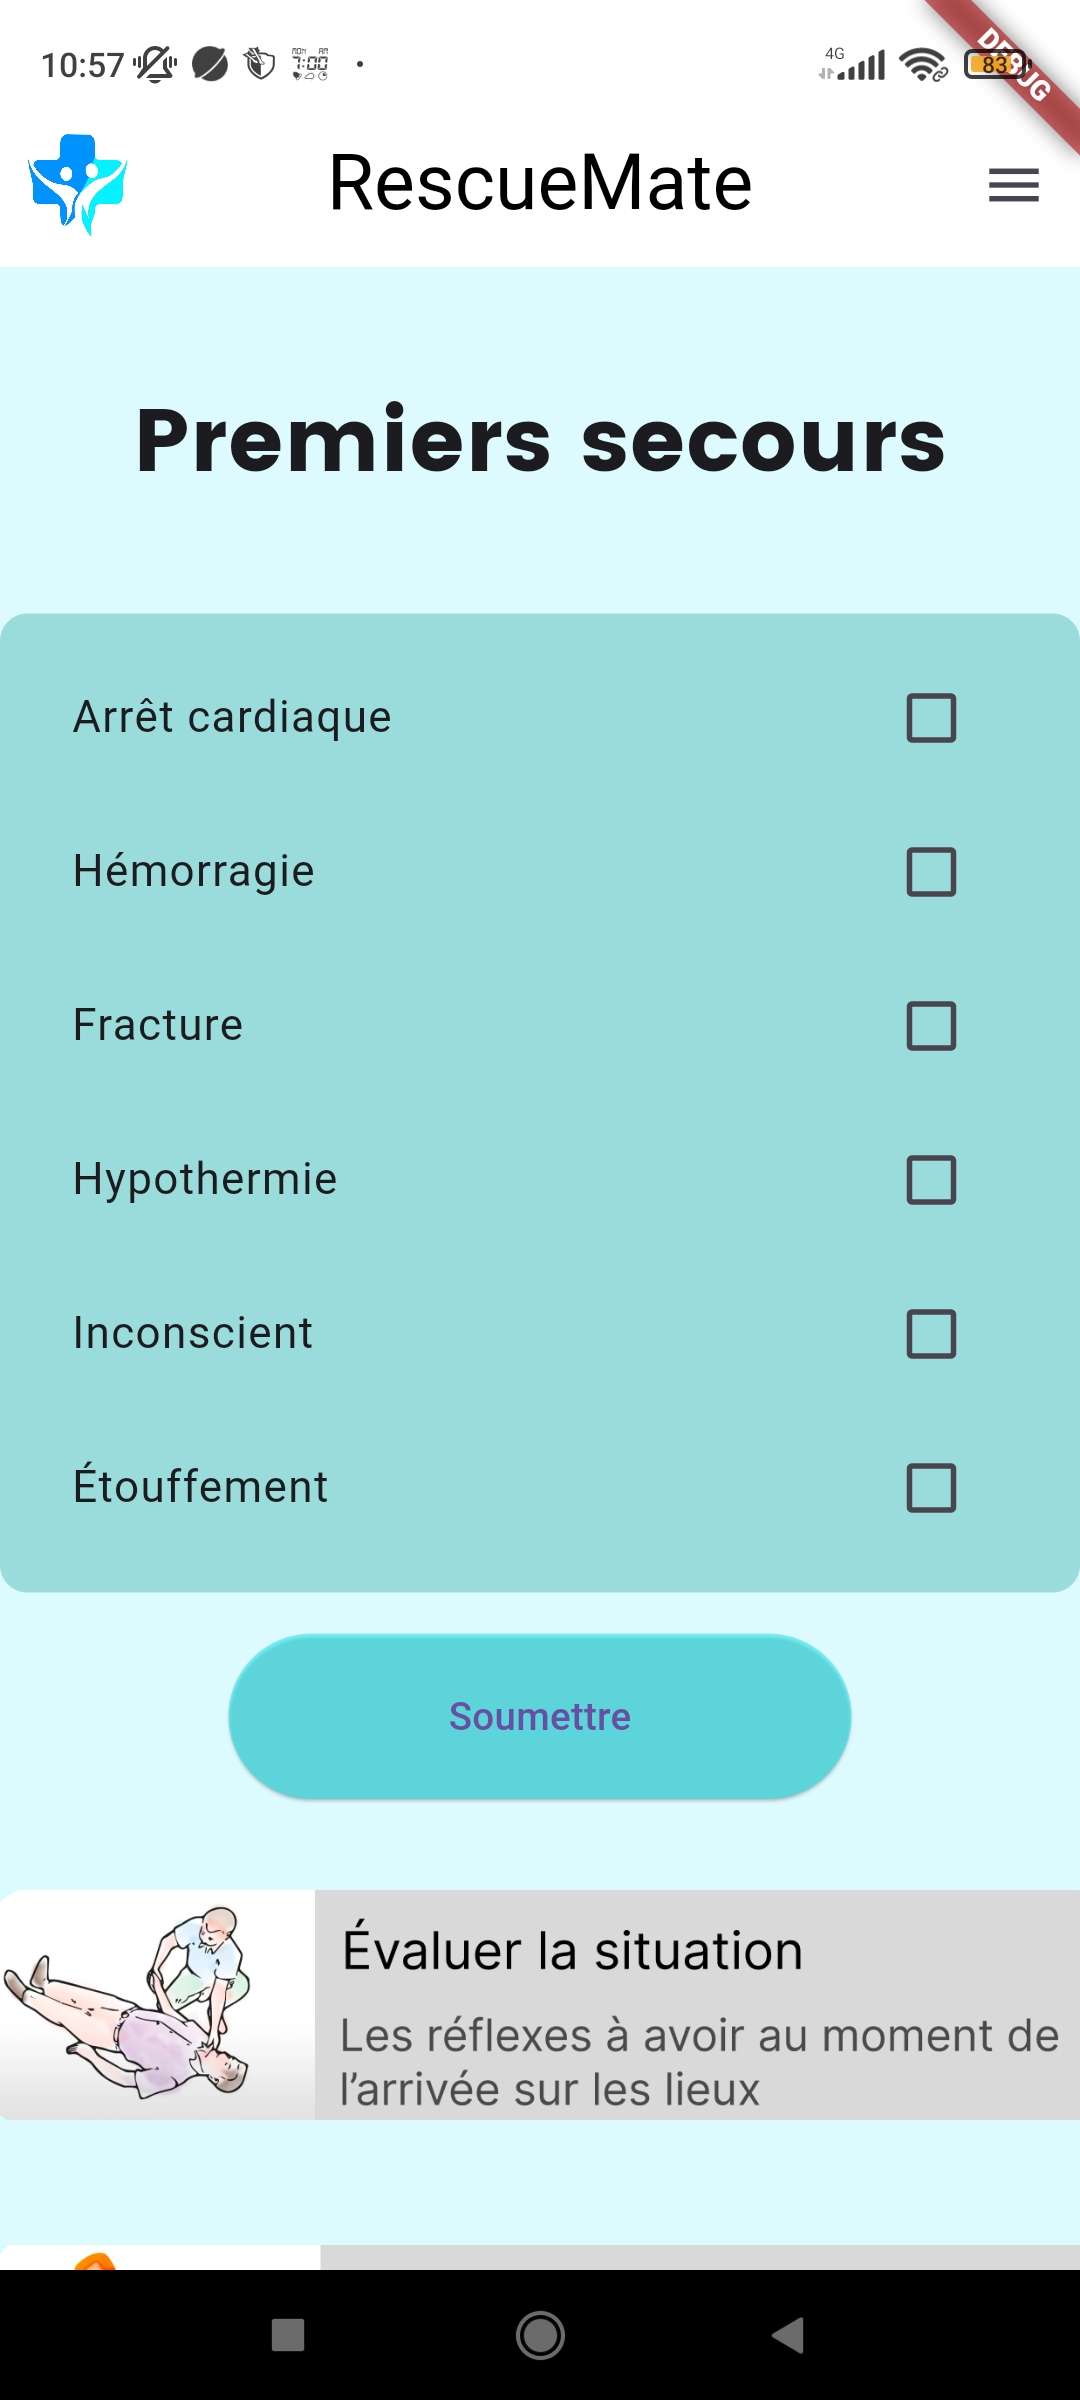 10:57
4G
83
DEBUG
RescueMate
Premiers secours
Arrêt cardiaque
Hémorragie
Fracture
Hypothermie
Inconscient
Étouffement
Soumettre
Évaluer la situation
Les réflexes à avoir au moment de
l’arrivée sur les lieux